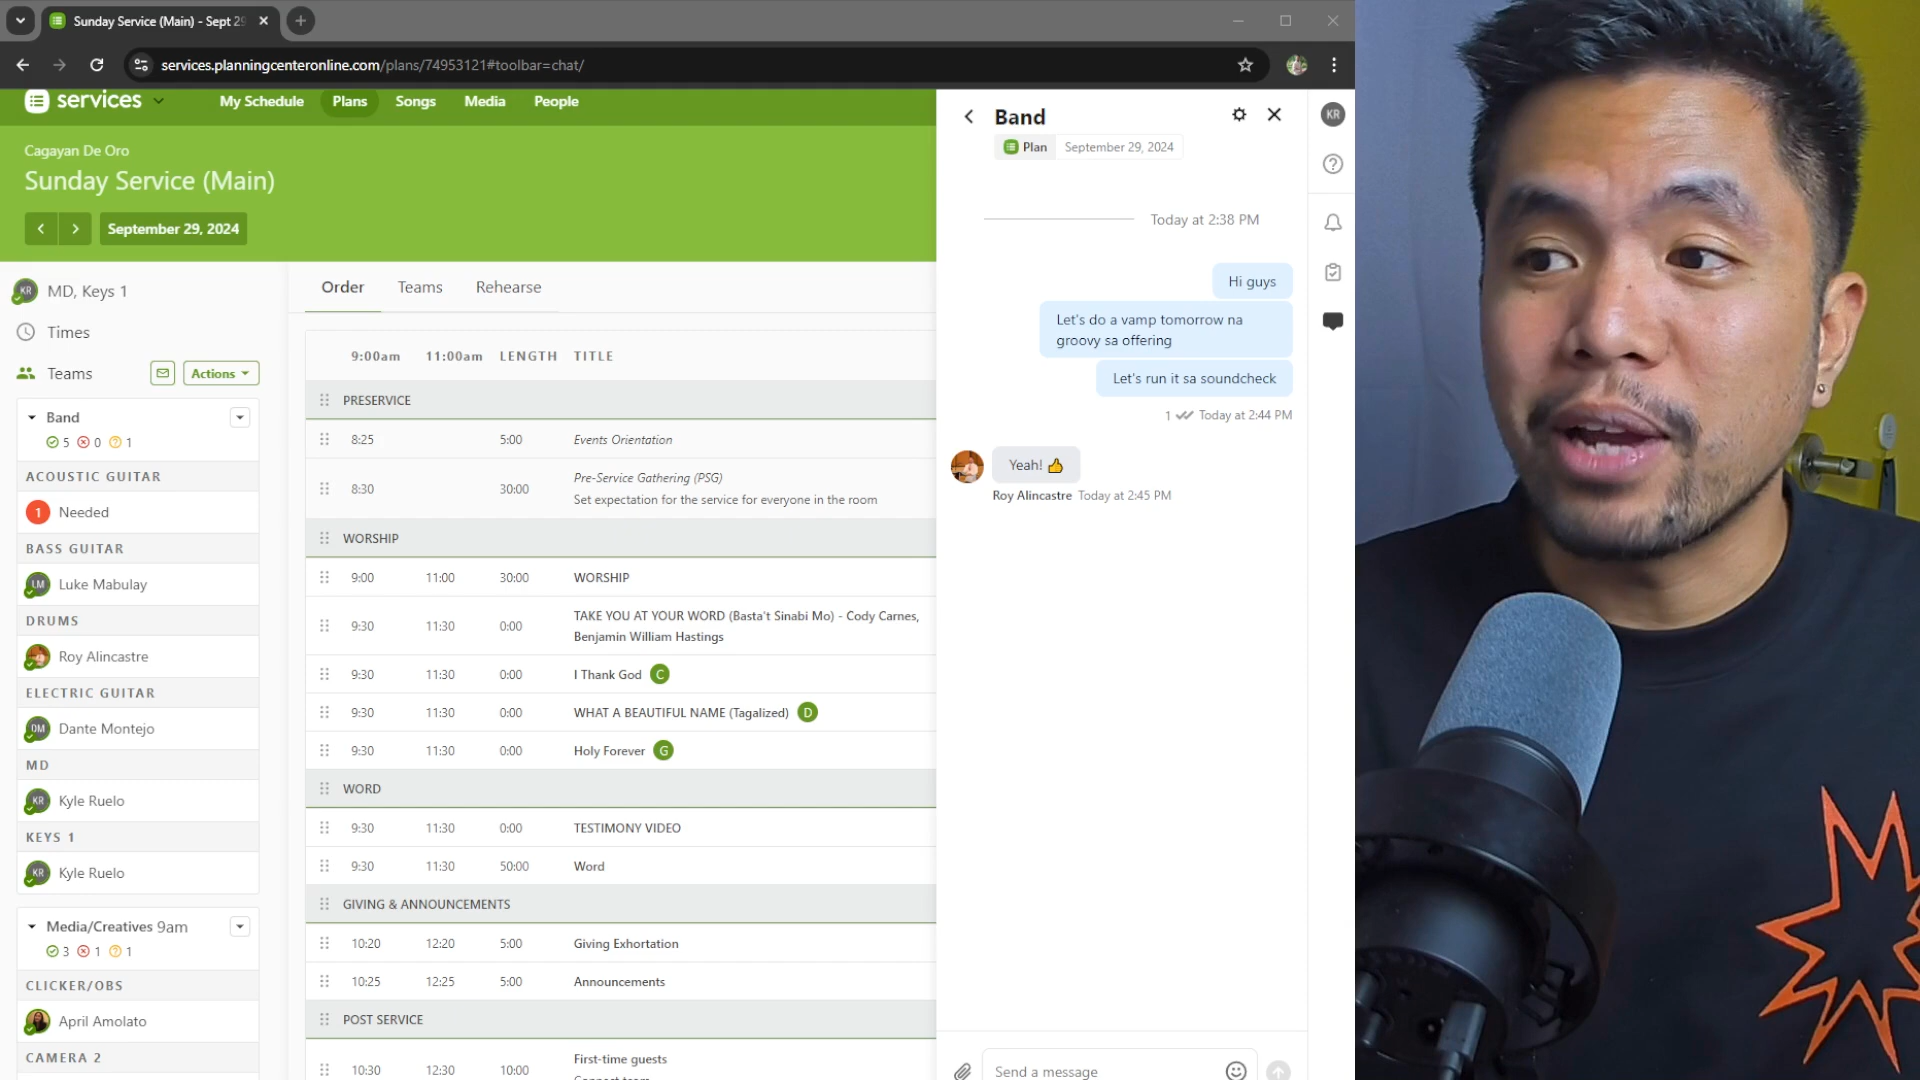 Sunday Service (Main) - Sept 29
services.planningcenteronline.com/plans/74953121#toolbar=chat/
services
My Schedule
Plans
Songs
Media
People
Cagayan De Oro
Sunday Service (Main)
September 29, 2024
KR MD, Keys 1
Times
Teams
Actions
Band
5 0 1
ACOUSTIC GUITAR
1 Needed
BASS GUITAR
LM Luke Mabulay
DRUMS
Roy Alincastre
ELECTRIC GUITAR
DM Dante Montejo
MD
KR Kyle Ruelo
KEYS 1
KR Kyle Ruelo
Media/Creatives 9am
3 1 1
CLICKER/OBS
April Amolato
CAMERA 2
Order
Teams
Rehearse
9:00am 11:00am LENGTH TITLE
PRESERVICE
8:25 5:00 Events Orientation
8:30 30:00 Pre-Service Gathering (PSG)
Set expectation for the service for everyone in the room
WORSHIP
9:00 11:00 30:00 WORSHIP
9:30 11:30 0:00 TAKE YOU AT YOUR WORD (Basta't Sinabi Mo) - Cody Carnes,
Benjamin William Hastings
9:30 11:30 0:00 I Thank God C
9:30 11:30 0:00 WHAT A BEAUTIFUL NAME (Tagalized) D
9:30 11:30 0:00 Holy Forever G
WORD
9:30 11:30 0:00 TESTIMONY VIDEO
9:30 11:30 50:00 Word
GIVING & ANNOUNCEMENTS
10:20 12:20 5:00 Giving Exhortation
10:25 12:25 5:00 Announcements
POST SERVICE
10:30 12:30 10:00 First-time guests
Band
Plan September 29, 2024
Today at 2:38 PM
Hi guys
Let's do a vamp tomorrow na
groovy sa offering
Let's run it sa soundcheck
1 Today at 2:44 PM
Yeah! 👍
Roy Alincastre Today at 2:45 PM
Send a message
KR